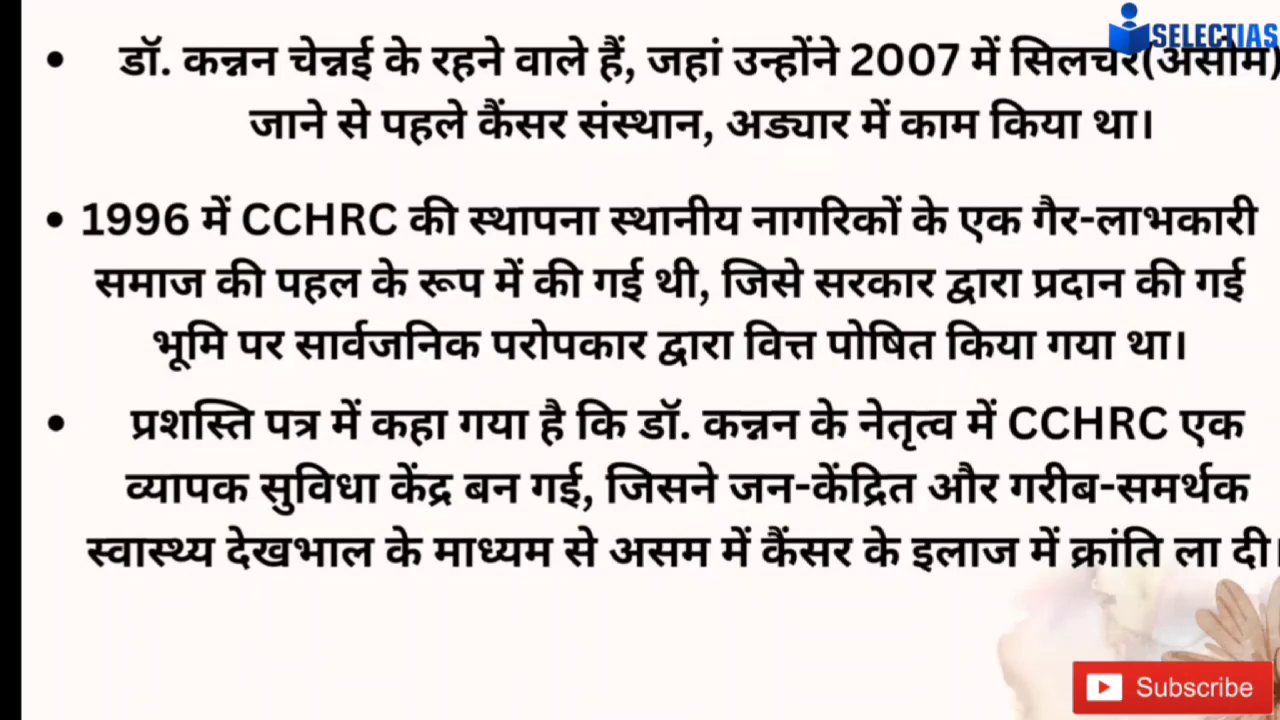 SELECTIAS
• डॉ. कन्नन चेन्नई के रहने वाले हैं, जहां उन्होंने 2007 में सिलचर(असाम)
जाने से पहले कैंसर संस्थान, अड्यार में काम किया था।
• 1996 में CCHRC की स्थापना स्थानीय नागरिकों के एक गैर-लाभकारी
समाज की पहल के रूप में की गई थी, जिसे सरकार द्वारा प्रदान की गई
भूमि पर सार्वजनिक परोपकार द्वारा वित्त पोषित किया गया था।
• प्रशस्ति पत्र में कहा गया है कि डॉ. कन्नन के नेतृत्व में CCHRC एक
व्यापक सुविधा केंद्र बन गई, जिसने जन-केंद्रित और गरीब-समर्थक
स्वास्थ्य देखभाल के माध्यम से असम में कैंसर के इलाज में क्रांति ला दी।
Subscribe